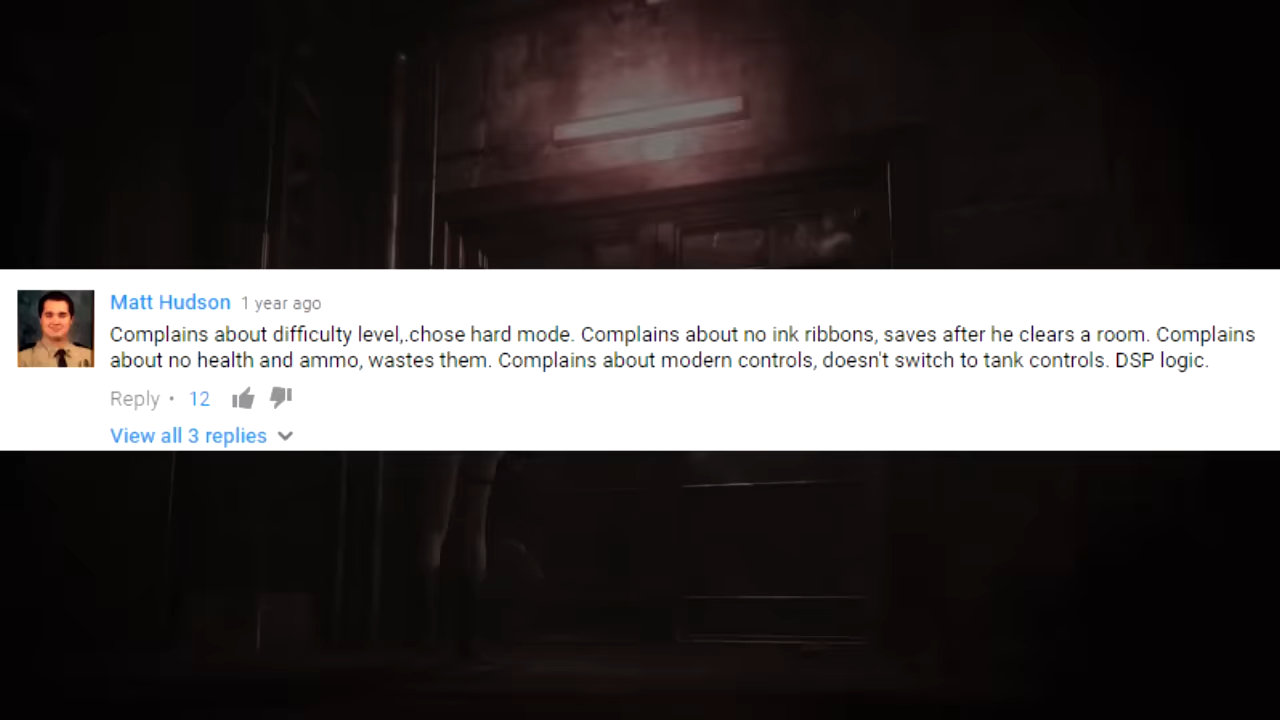 Matt Hudson 1 year ago
Complains about difficulty level,.chose hard mode. Complains about no ink ribbons, saves after he clears a room. Complains
about no health and ammo, wastes them. Complains about modern controls, doesn't switch to tank controls. DSP logic.
Reply • 12
View all 3 replies